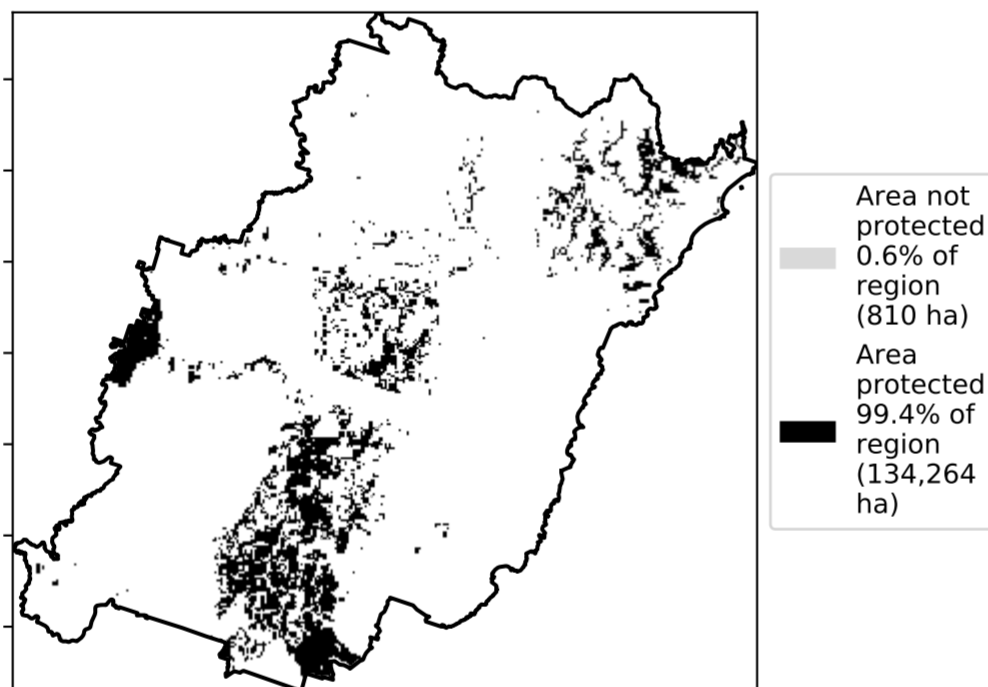 Area not
protected
0.6% of
region
(810 ha)
Area
protected
99.4% of
region
(134,264
ha)